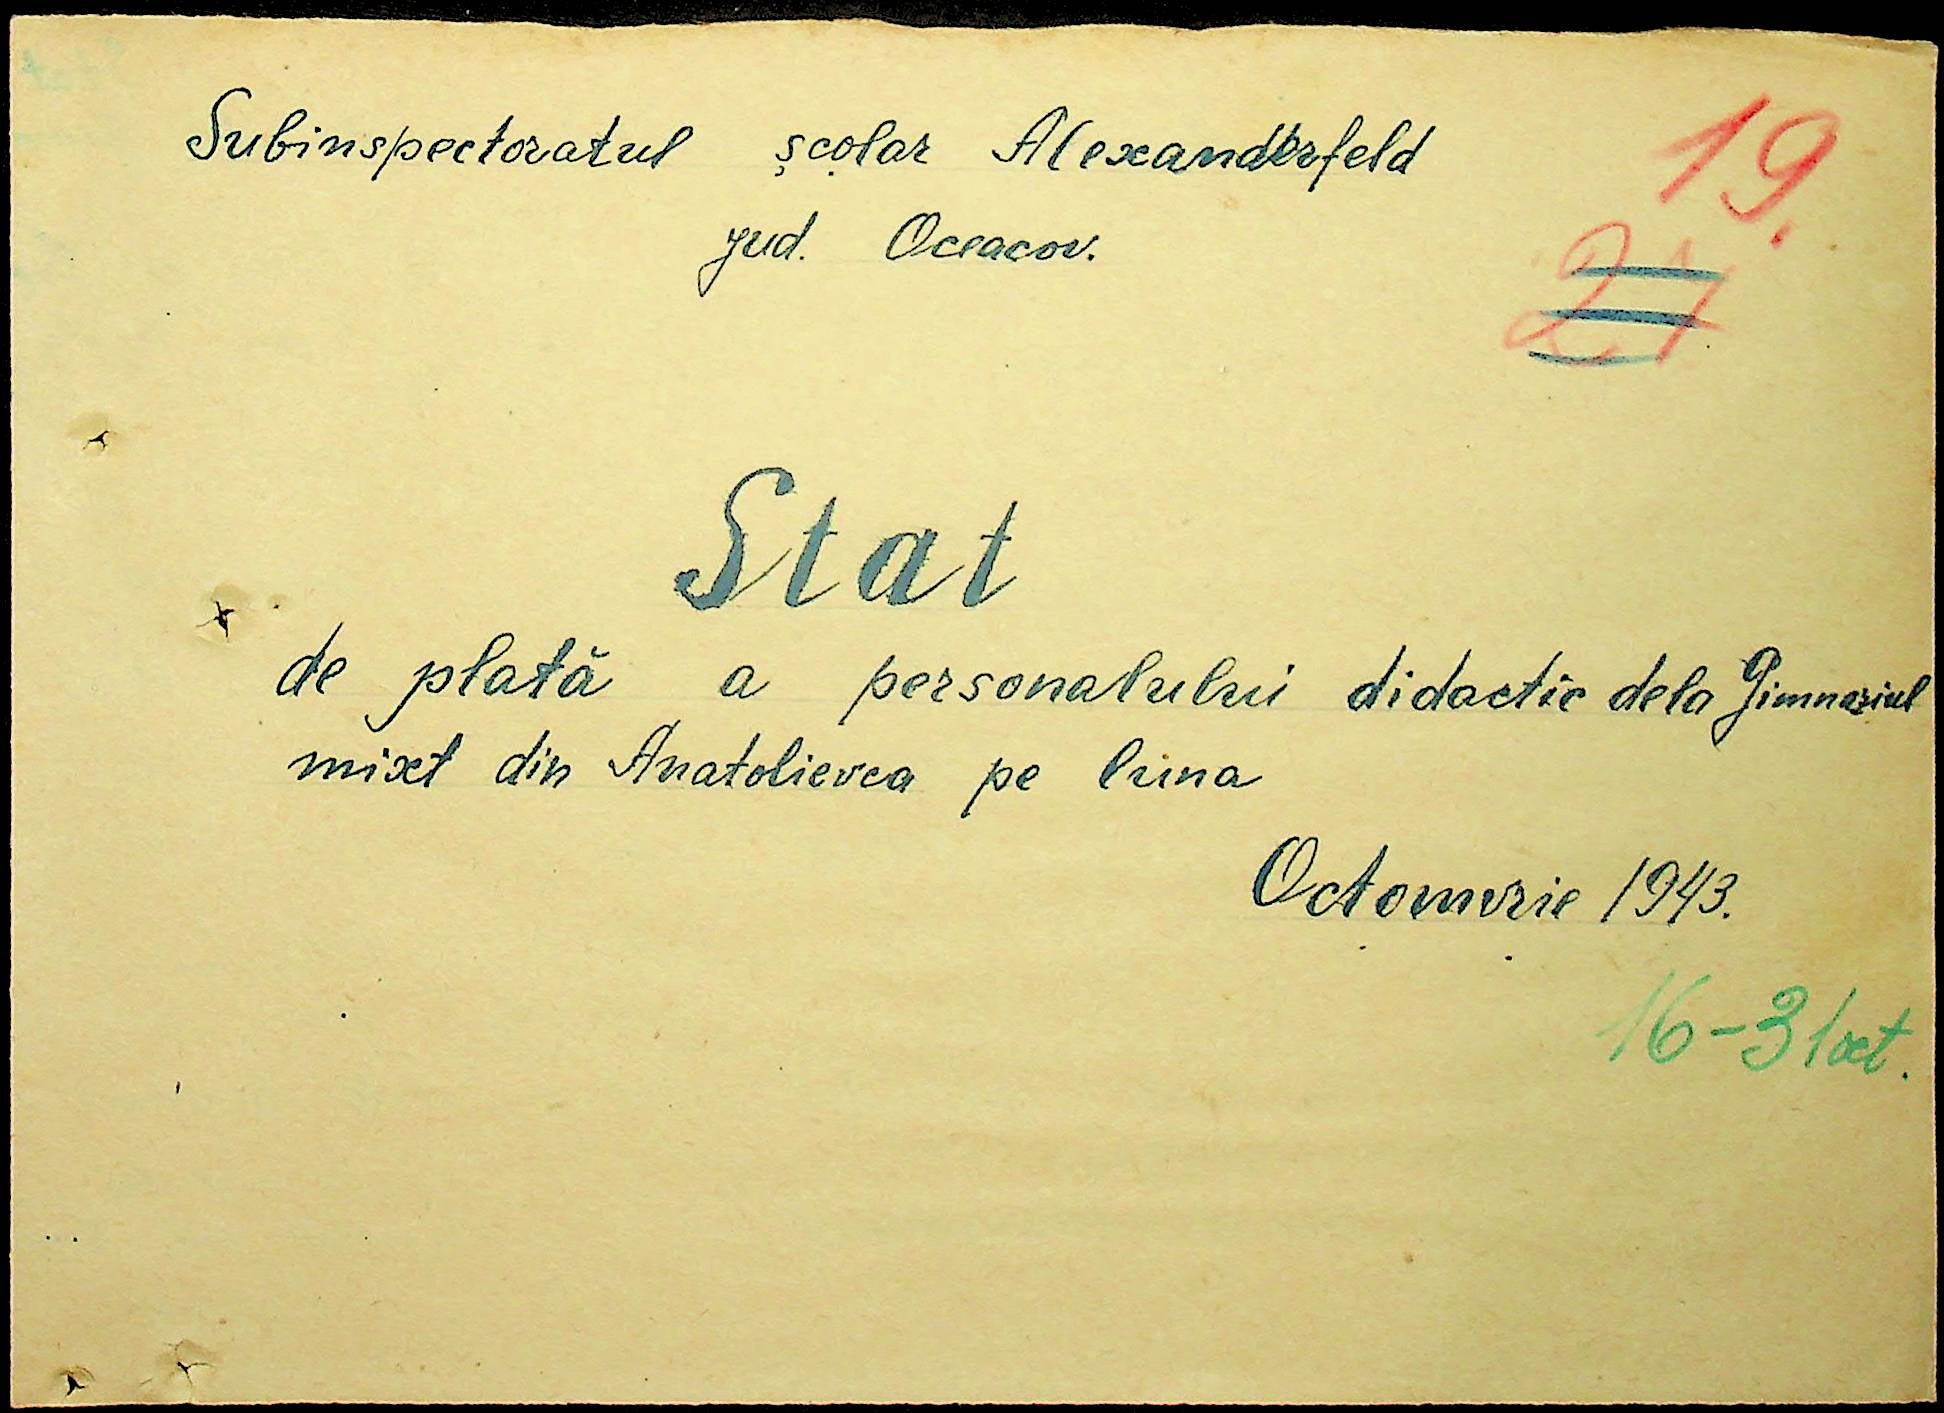 Subinspectoratul școlar Alexanderfeld
19.
jud. Oceacov.
21
Stat
de plată a personalului didactic dela Gimnaziul
mixt din Anatolievca pe luna
Octomvrie 1943.
16-31 oct.